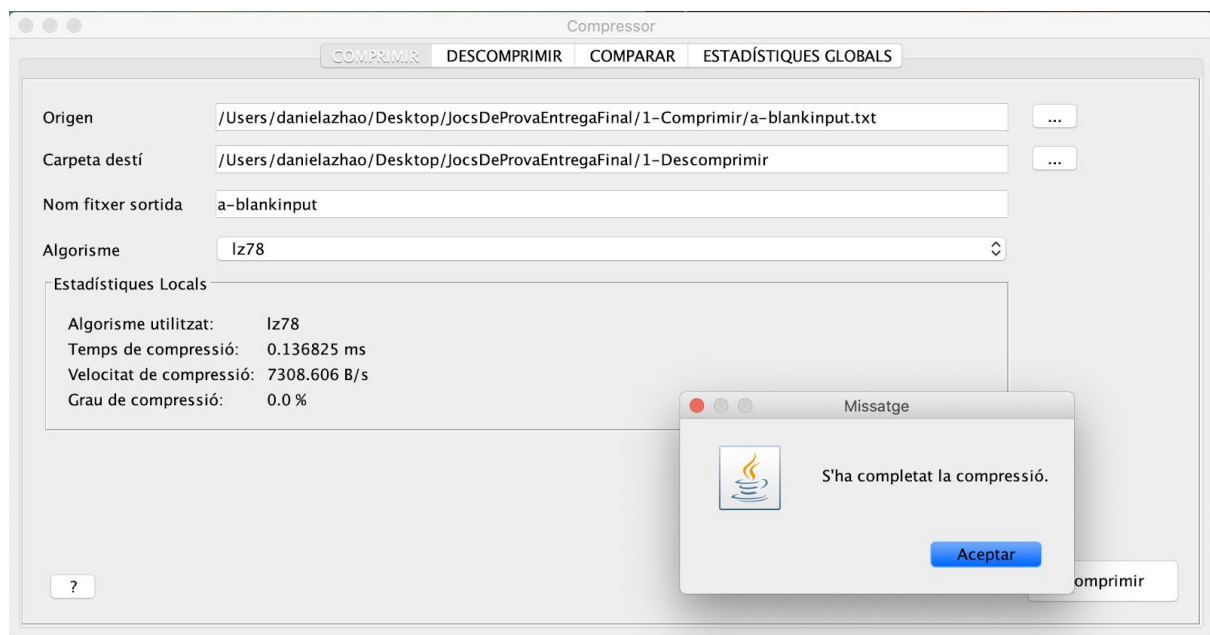 Compressor
COMPRIMIR DESCOMPRIMIR COMPARAR ESTADÍSTIQUES GLOBALS
Origen /Users/danielazhao/Desktop/JocsDeProvaEntregaFinal/1-Comprimir/a-blankinput.txt ...
Carpeta destí /Users/danielazhao/Desktop/JocsDeProvaEntregaFinal/1-Descomprimir ...
Nom fitxer sortida a-blankinput
Algorisme lz78
Estadístiques Locals
Algorisme utilitzat: lz78
Temps de compressió: 0.136825 ms
Velocitat de compressió: 7308.606 B/s
Grau de compressió: 0.0 %
Missatge
S'ha completat la compressió.
Aceptar
? omprimir